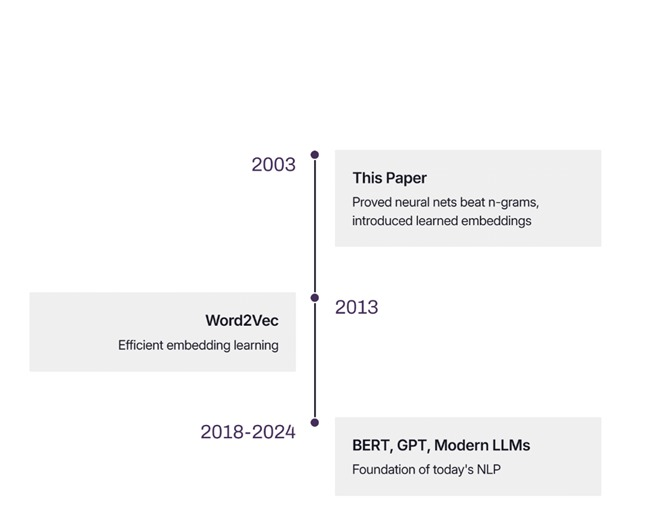 2003
This Paper
Proved neural nets beat n-grams,
introduced learned embeddings
2013
Word2Vec
Efficient embedding learning
2018-2024
BERT, GPT, Modern LLMs
Foundation of today's NLP